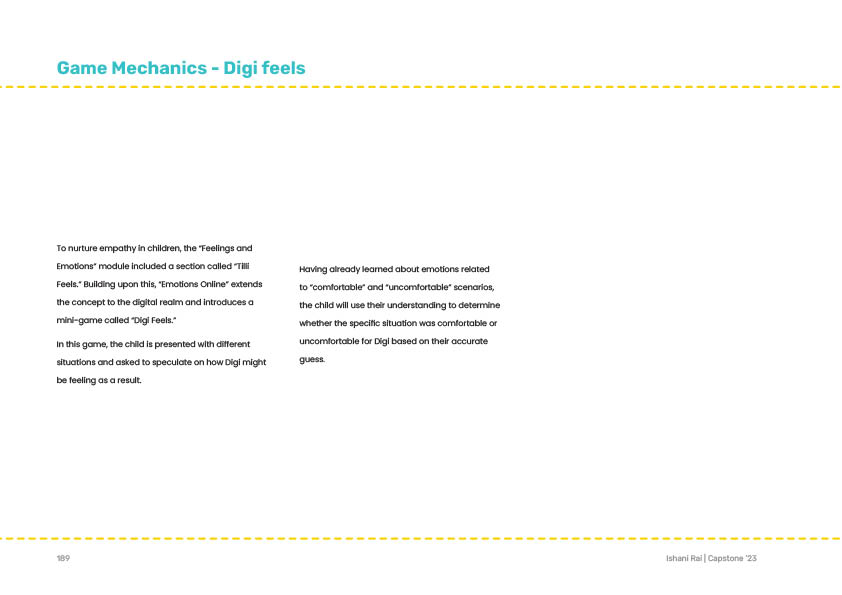 Game Mechanics - Digi feels
To nurture empathy in children, the “Feelings and
Emotions” module included a section called “Tilli
Feels.” Building upon this, “Emotions Online” extends
the concept to the digital realm and introduces a
mini-game called “Digi Feels.”
In this game, the child is presented with different
situations and asked to speculate on how Digi might
be feeling as a result.
Having already learned about emotions related
to “comfortable” and “uncomfortable” scenarios,
the child will use their understanding to determine
whether the specific situation was comfortable or
uncomfortable for Digi based on their accurate
guess.
189
Ishani Rai | Capstone ’23